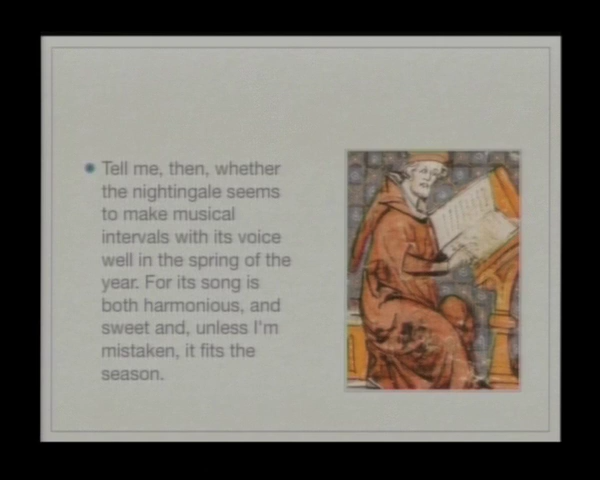 Tell me, then, whether
the nightingale seems
to make musical
intervals with its voice
well in the spring of the
year. For its song is
both harmonious, and
sweet and, unless I'm
mistaken, it fits the
season.